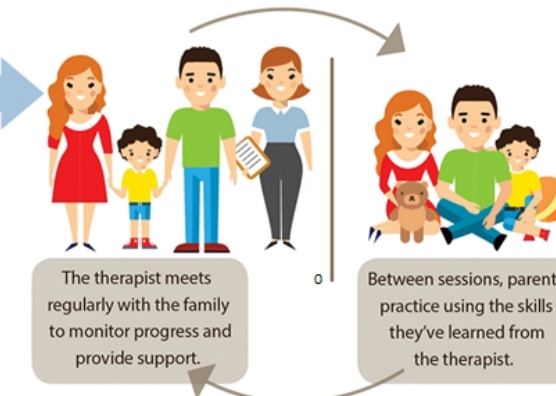 The therapist meets
regularly with the family
to monitor progress and
provide support.
0
Between sessions, parent
practice using the skills
they've learned from
the therapist.